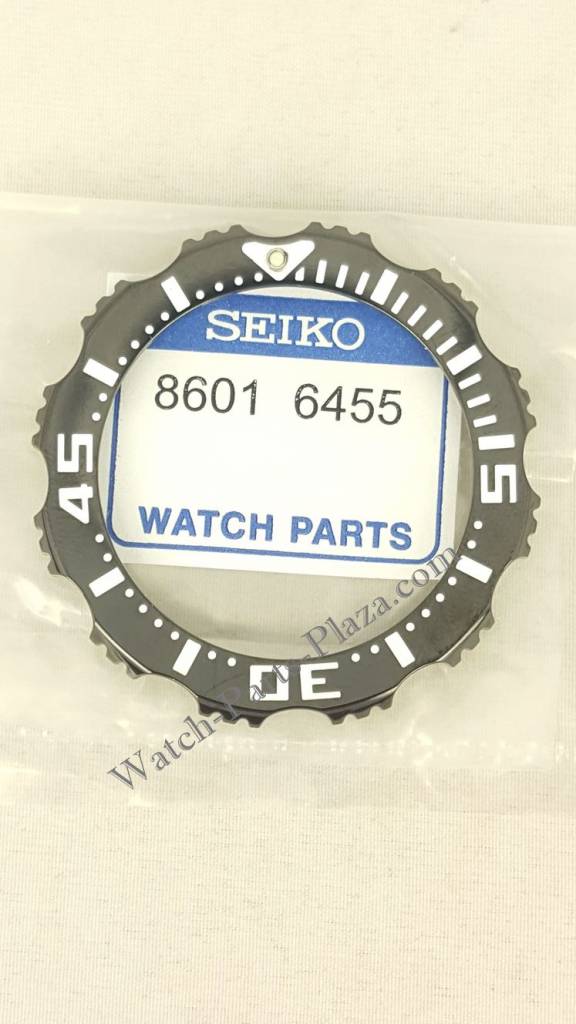 SEIKO
8601 6455
WATCH PARTS
15
30
45
Watch-Parts-Plaza.com